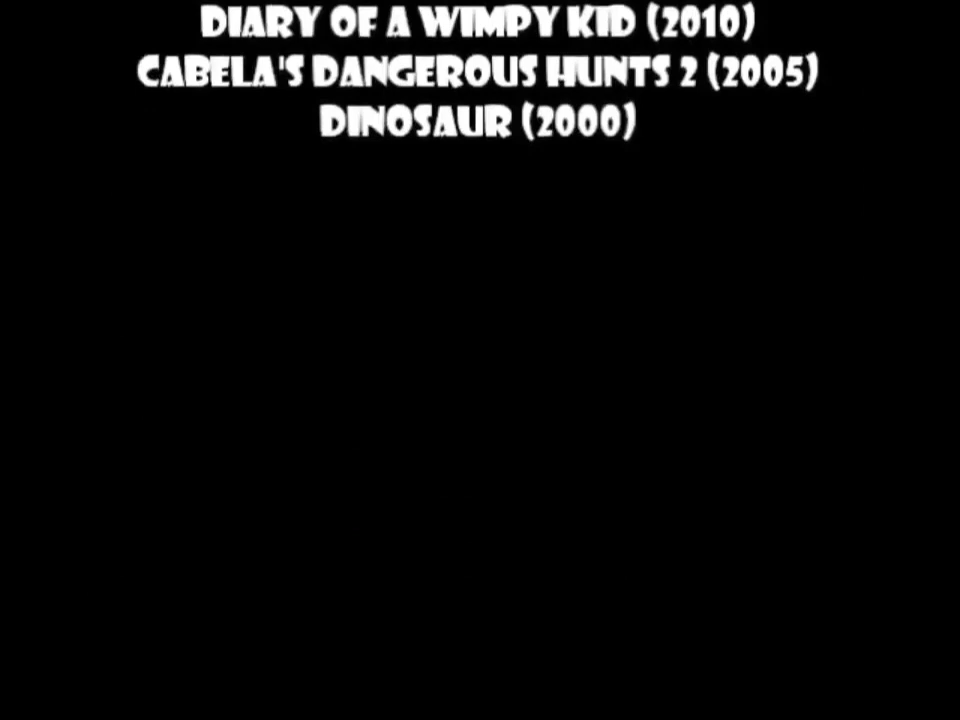 DIARY OF A WIMPY KID (2010)
CABELA'S DANGEROUS HUNTS 2 (2005)
DINOSAUR (2000)